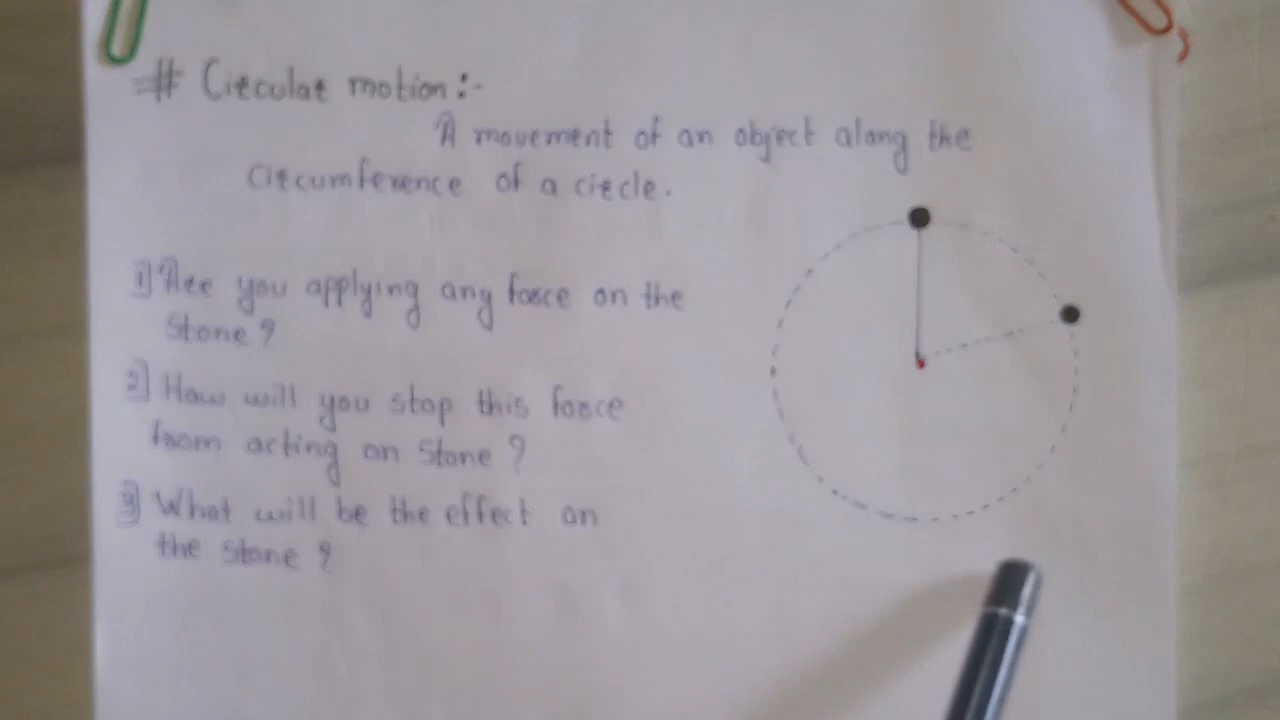 # Circular motion :-
A movement of an object along the
circumference of a circle.
1] Are you applying any force on the
Stone ?
2] How will you stop this force
from acting on Stone ?
3] What will be the effect on
the stone ?